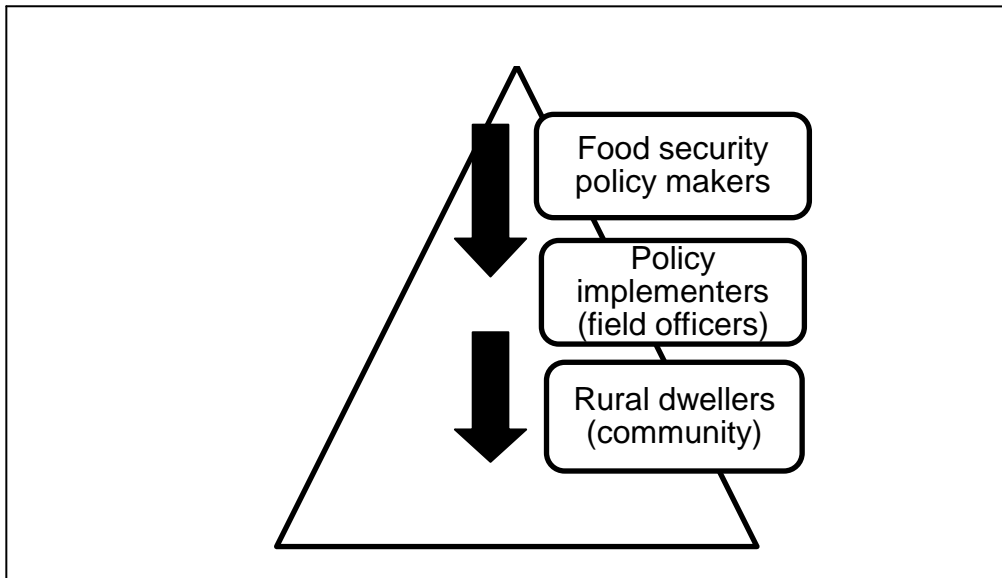 Food security
policy makers
Policy
implementers
(field officers)
Rural dwellers
(community)